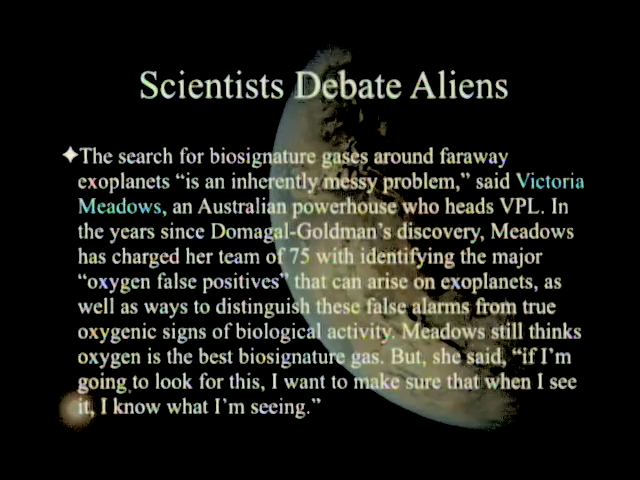 Scientists Debate Aliens
The search for biosignature gases around faraway
exoplanets “is an inherently messy problem,” said Victoria
Meadows, an Australian powerhouse who heads VPL. In
the years since Domagal-Goldman’s discovery, Meadows
has charged her team of 75 with identifying the major
“oxygen false positives” that can arise on exoplanets, as
well as ways to distinguish these false alarms from true
oxygenic signs of biological activity. Meadows still thinks
oxygen is the best biosignature gas. But, she said, “if I’m
going to look for this, I want to make sure that when I see
it, I know what I’m seeing.”